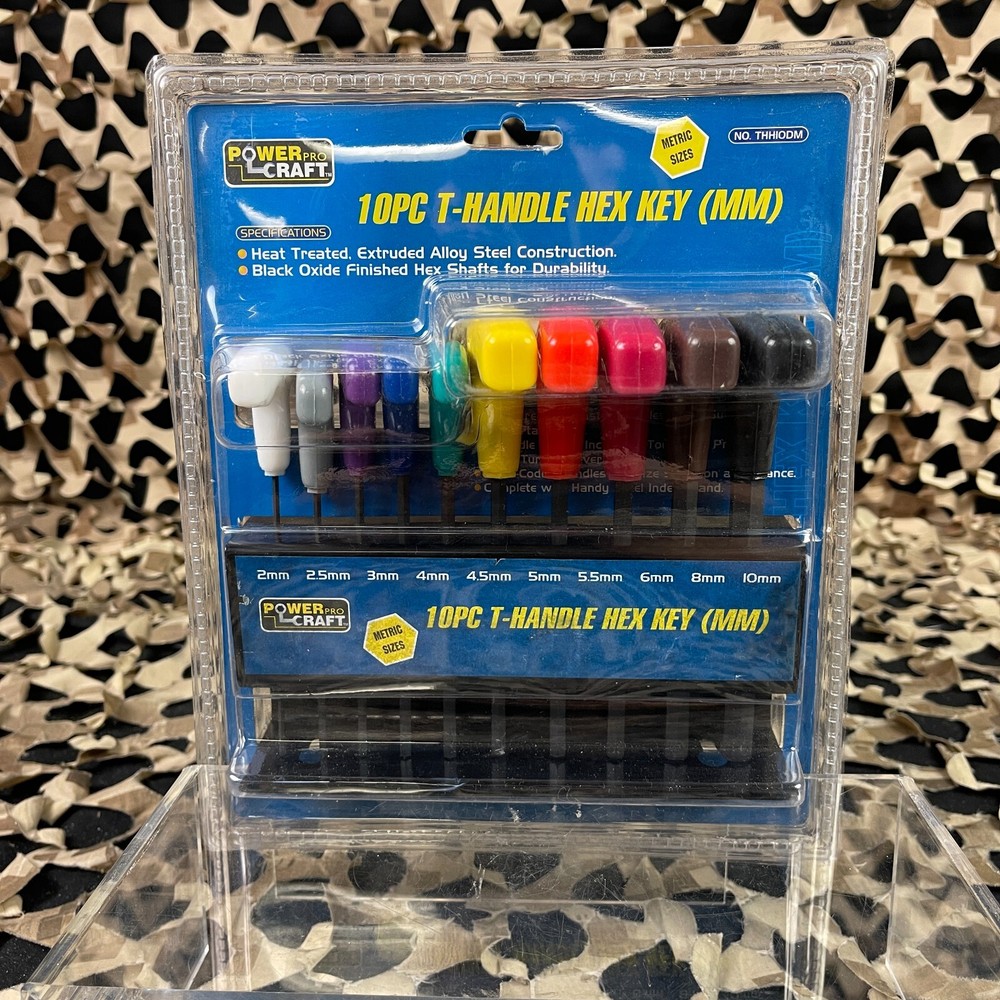 POWER PRO
CRAFT™
METRIC
SIZES
NO. THH10DM
10PC T-HANDLE HEX KEY (MM)
SPECIFICATIONS
Heat Treated, Extruded Alloy Steel Construction.
Black Oxide Finished Hex Shafts for Durability.
2mm 2.5mm 3mm 4mm 4.5mm 5mm 5.5mm 6mm 8mm 10mm
POWER PRO
CRAFT
METRIC
SIZES
10PC T-HANDLE HEX KEY (MM)